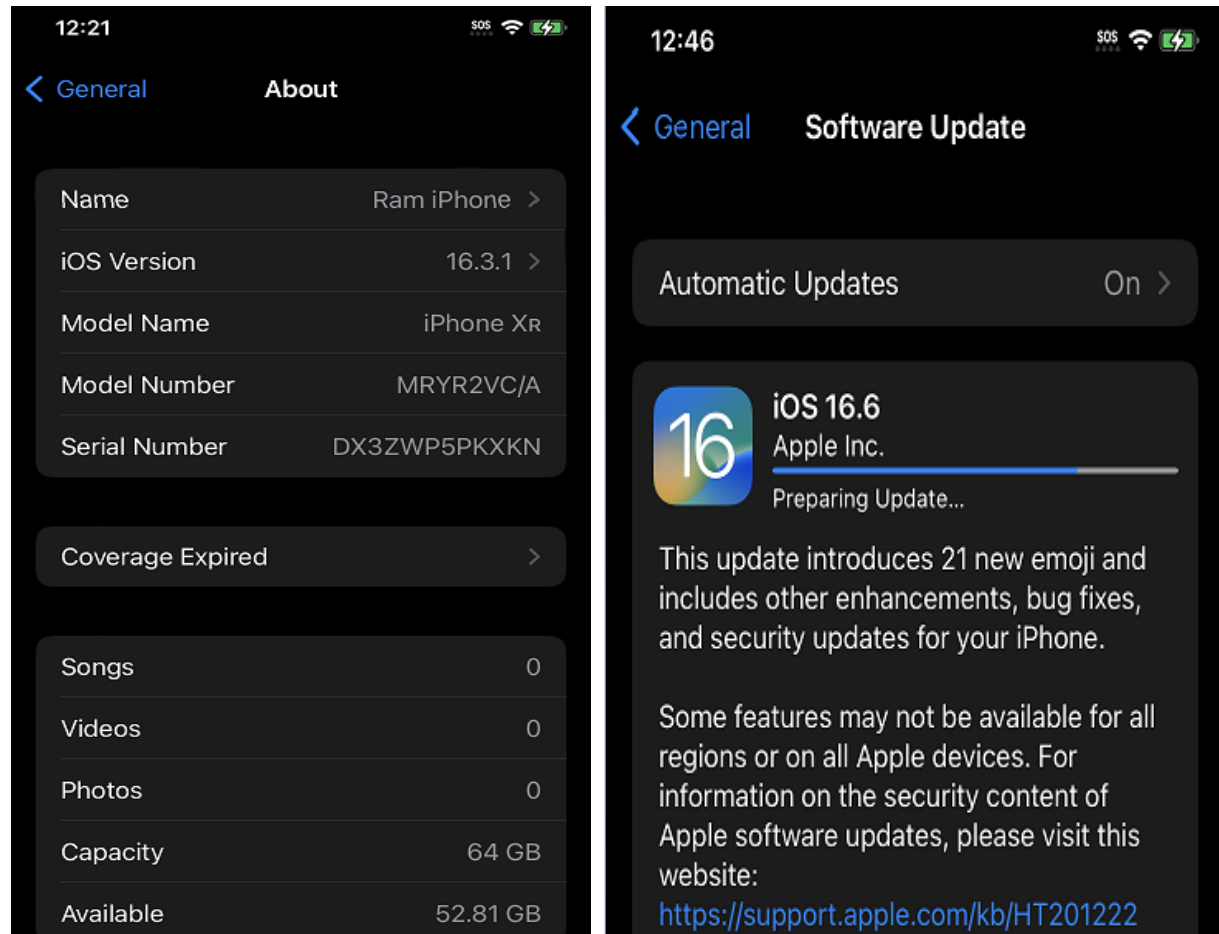 12:21
SOS
General
About
Name Ram iPhone
iOS Version 16.3.1
Model Name iPhone XR
Model Number MRYR2VC/A
Serial Number DX3ZWP5PKXKN
Coverage Expired
Songs 0
Videos 0
Photos 0
Capacity 64 GB
Available 52.81 GB
12:46
SOS
General
Software Update
Automatic Updates On
16
iOS 16.6
Apple Inc.
Preparing Update...
This update introduces 21 new emoji and
includes other enhancements, bug fixes,
and security updates for your iPhone.
Some features may not be available for all
regions or on all Apple devices. For
information on the security content of
Apple software updates, please visit this
website:
https://support.apple.com/kb/HT201222